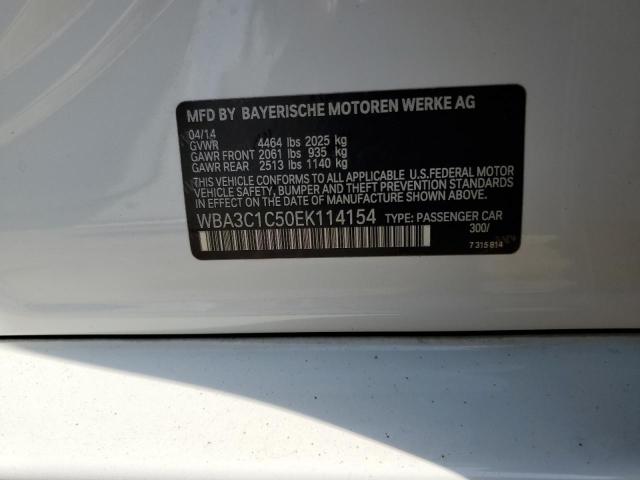 MFD BY BAYERISCHE MOTOREN WERKE AG
04/14
GVWR 4464 lbs 2025 kg
GAWR FRONT 2061 lbs 935 kg
GAWR REAR 2513 lbs 1140 kg
THIS VEHICLE CONFORMS TO ALL APPLICABLE U.S.FEDERAL MOTOR
VEHICLE SAFETY, BUMPER AND THEFT PREVENTION STANDARDS
IN EFFECT ON THE DATE OF MANUFACTURE SHOWN ABOVE.
WBA3C1C50EK114154 TYPE: PASSENGER CAR
300/
7 315 814